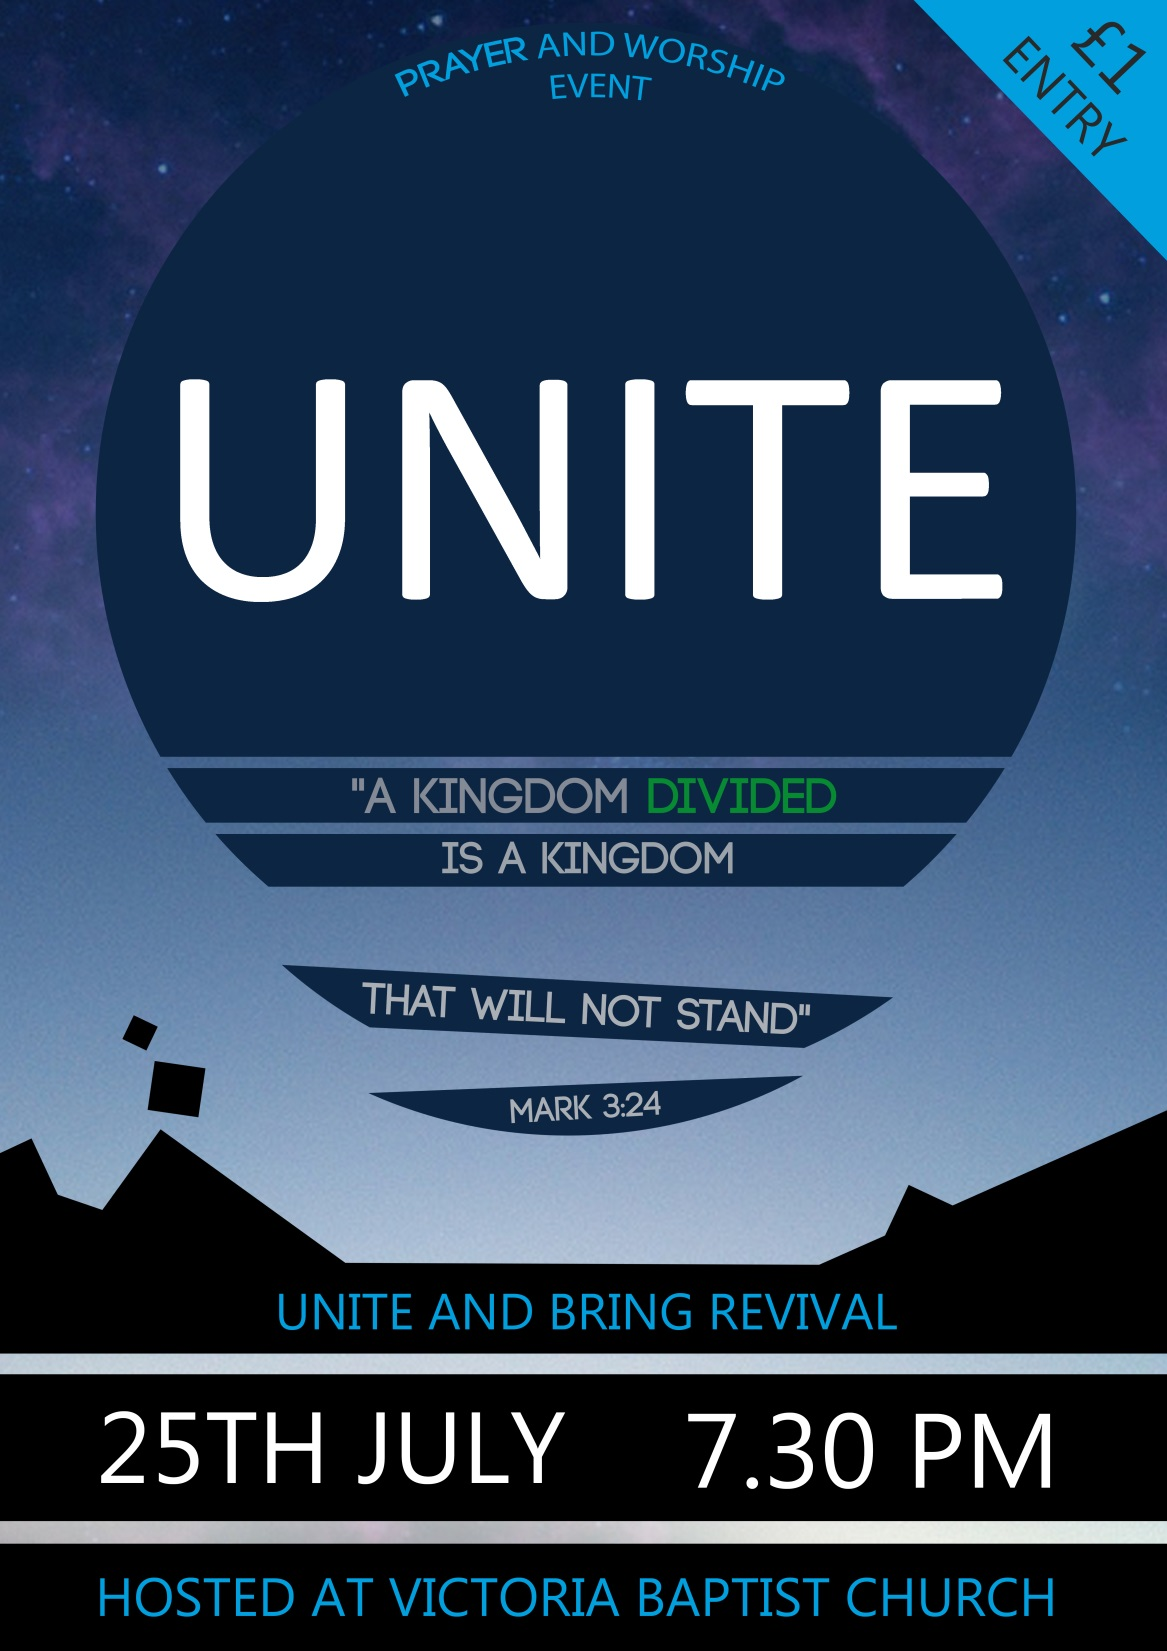 PRAYER AND WORSHIP
EVENT
£1
ENTRY
UNITE
"A KINGDOM DIVIDED
IS A KINGDOM
THAT WILL NOT STAND"
MARK 3:24
UNITE AND BRING REVIVAL
25TH JULY 7.30 PM
HOSTED AT VICTORIA BAPTIST CHURCH